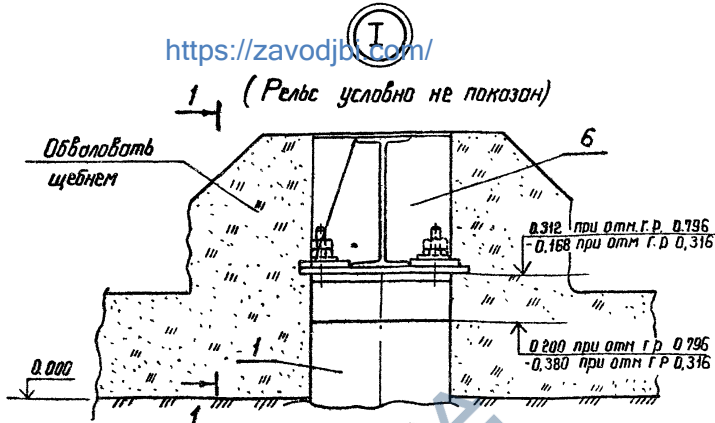 I
https://zavodjbi.com/
(Рельс условно не показан)
1
Обваловать
щебнем
6
0.312 при отм. г.р. 0.796
-0.168 при отм г.р 0,316
0.200 при отм г.р 0.796
-0,380 при отм г.р 0,316
0.000
1
1